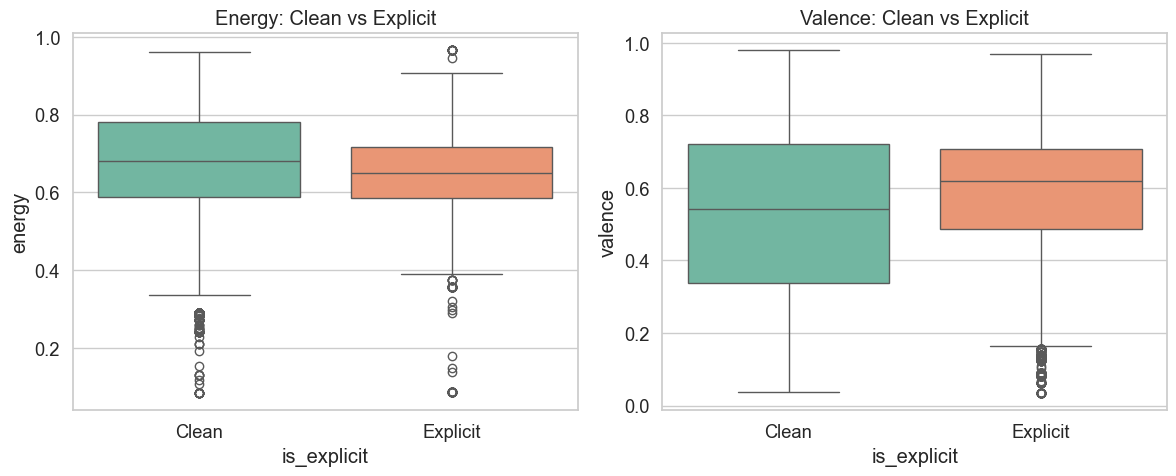 Energy: Clean vs Explicit
1.0
0.8
0.6
0.4
0.2
energy
Clean
Explicit
is_explicit
Valence: Clean vs Explicit
1.0
0.8
0.6
0.4
0.2
0.0
valence
Clean
Explicit
is_explicit